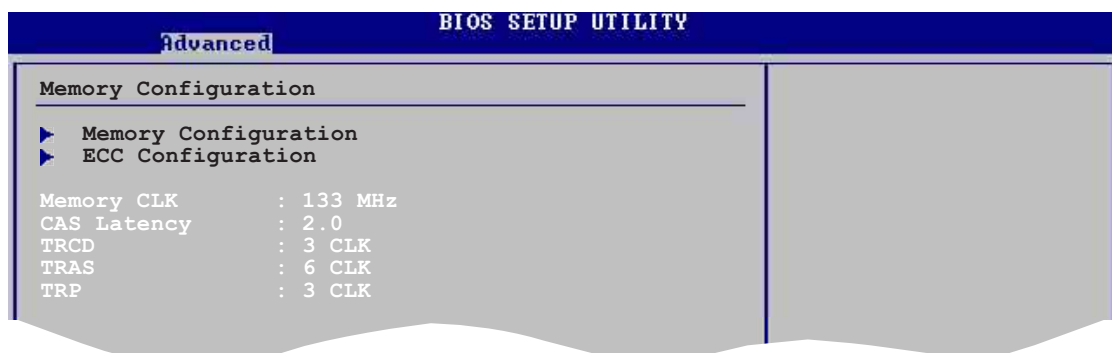 BIOS SETUP UTILITY
Advanced
Memory Configuration
Memory Configuration
ECC Configuration
Memory CLK : 133 MHz
CAS Latency : 2.0
TRCD : 3 CLK
TRAS : 6 CLK
TRP : 3 CLK